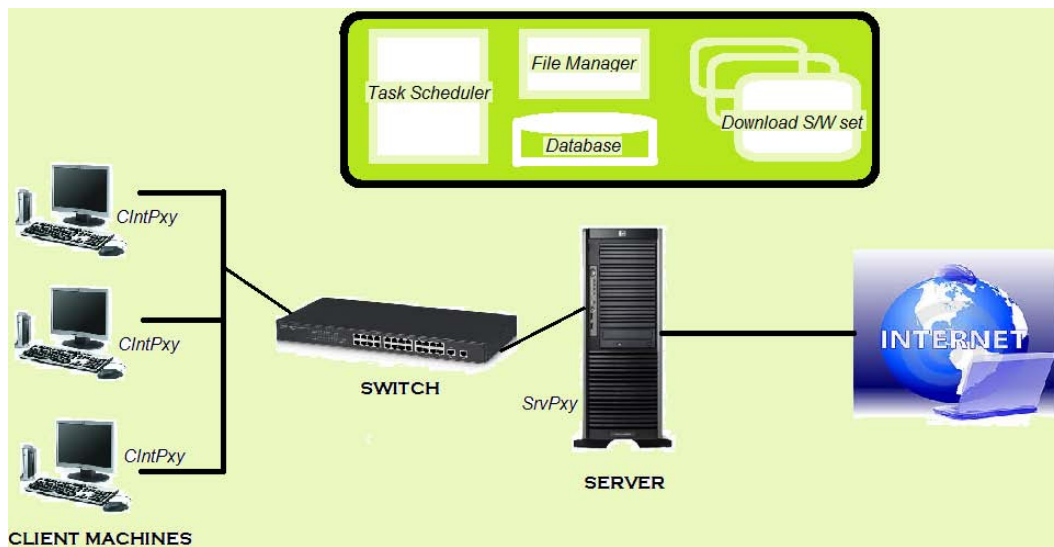 Task Scheduler
File Manager
Database
Download S/W set
ClntPxy
ClntPxy
ClntPxy
SWITCH
SrvPxy
SERVER
INTERNET
CLIENT MACHINES